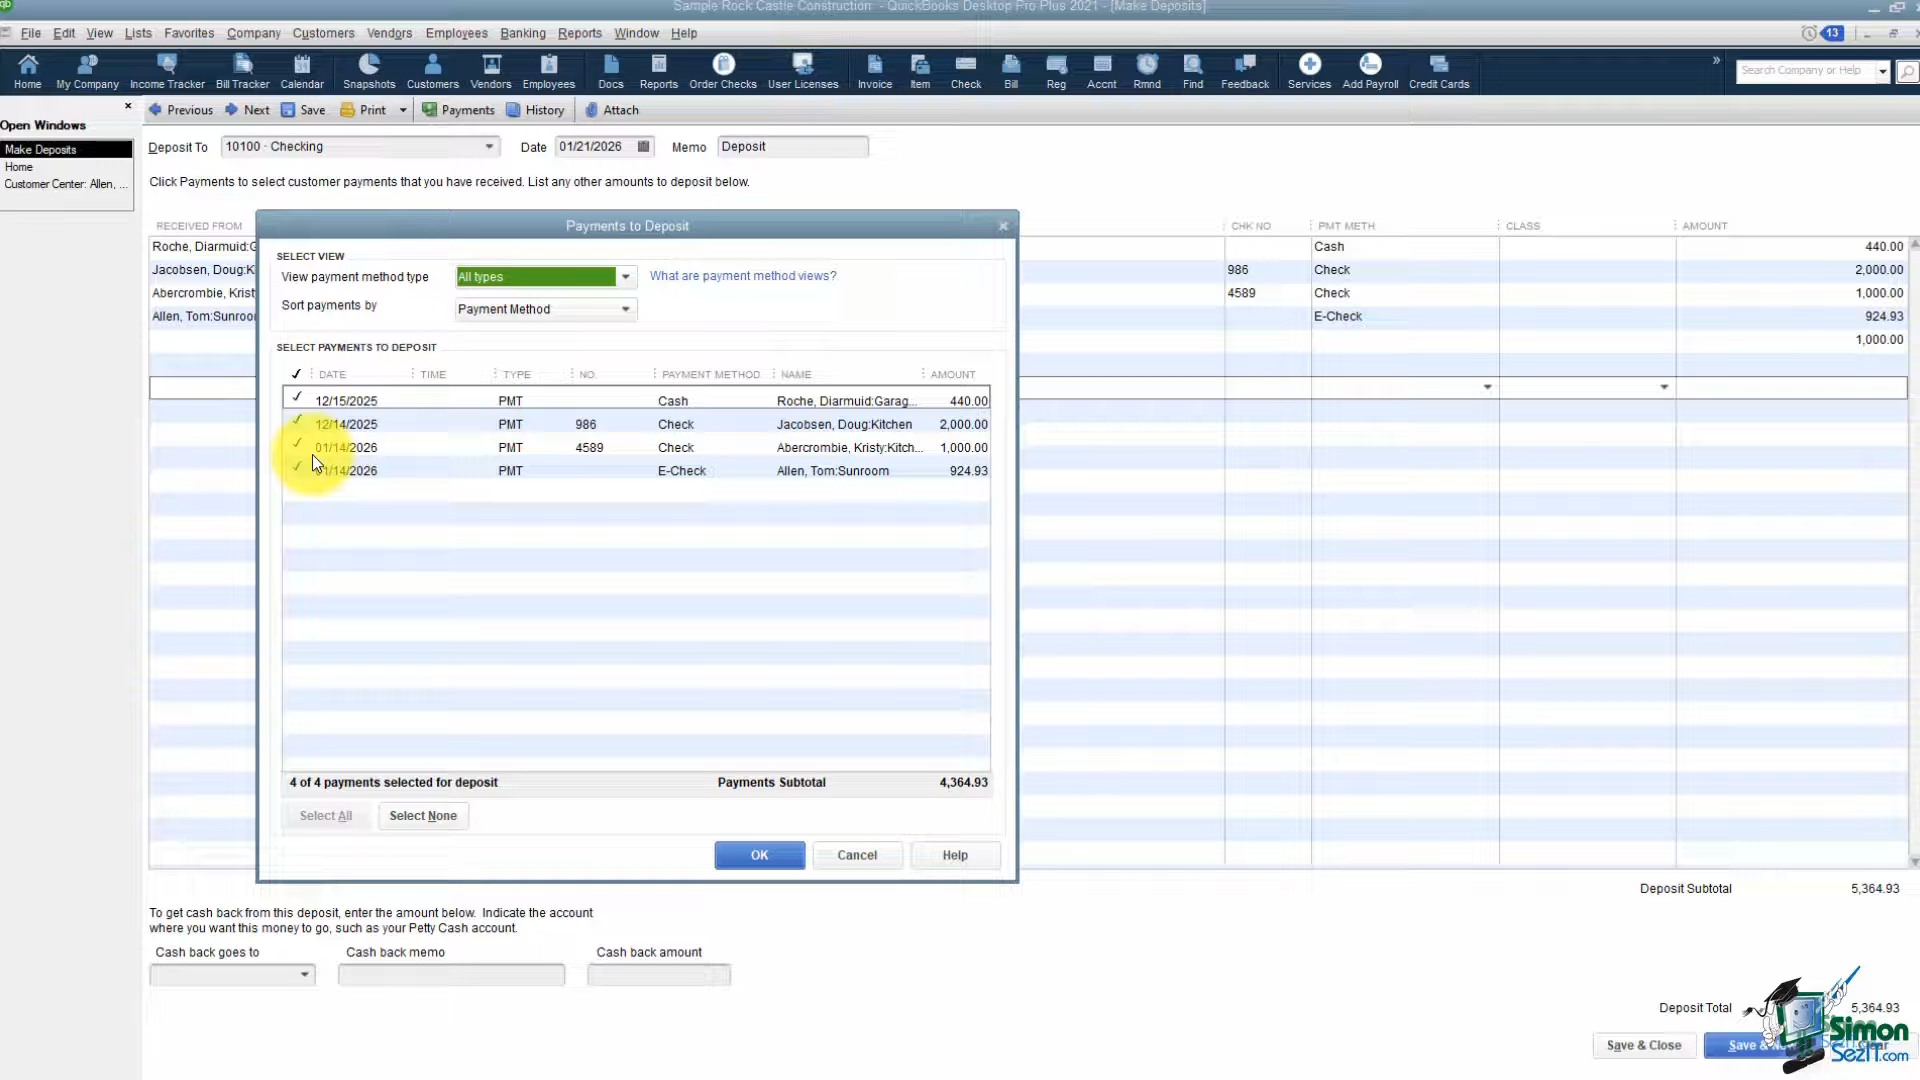 Sample Rock Castle Construction - QuickBooks Desktop Pro Plus 2021 - [Make Deposits]
File Edit View Lists Favorites Company Customers Vendors Employees Banking Reports Window Help
13
Home My Company Income Tracker Bill Tracker Calendar Snapshots Customers Vendors Employees Docs Reports Order Checks User Licenses Invoice Item Check Bill Reg Accnt Rmnd Find Feedback Services Add Payroll Credit Cards
Search Company or Help
Previous Next Save Print Payments History Attach
Open Windows
Make Deposits
Home
Customer Center: Allen, ...
Deposit To 10100 · Checking Date 01/21/2026 Memo Deposit
Click Payments to select customer payments that you have received. List any other amounts to deposit below.
RECEIVED FROM CHK NO PMT METH CLASS AMOUNT
Roche, Diarmuid:G Cash 440.00
Jacobsen, Doug:K 986 Check 2,000.00
Abercrombie, Krist 4589 Check 1,000.00
Allen, Tom:Sunroo E-Check 924.93
1,000.00
Payments to Deposit
SELECT VIEW
View payment method type All types What are payment method views?
Sort payments by Payment Method
SELECT PAYMENTS TO DEPOSIT
✓ DATE TIME TYPE NO. PAYMENT METHOD NAME AMOUNT
✓ 12/15/2025 PMT Cash Roche, Diarmuid:Garag... 440.00
✓ 12/14/2025 PMT 986 Check Jacobsen, Doug:Kitchen 2,000.00
✓ 01/14/2026 PMT 4589 Check Abercrombie, Kristy:Kitch... 1,000.00
✓ 01/14/2026 PMT E-Check Allen, Tom:Sunroom 924.93
4 of 4 payments selected for deposit Payments Subtotal 4,364.93
Select All Select None
OK Cancel Help
Deposit Subtotal 5,364.93
To get cash back from this deposit, enter the amount below. Indicate the account
where you want this money to go, such as your Petty Cash account.
Cash back goes to Cash back memo Cash back amount
Deposit Total 5,364.93
Save & Close Save &
Simon
SezIT.com